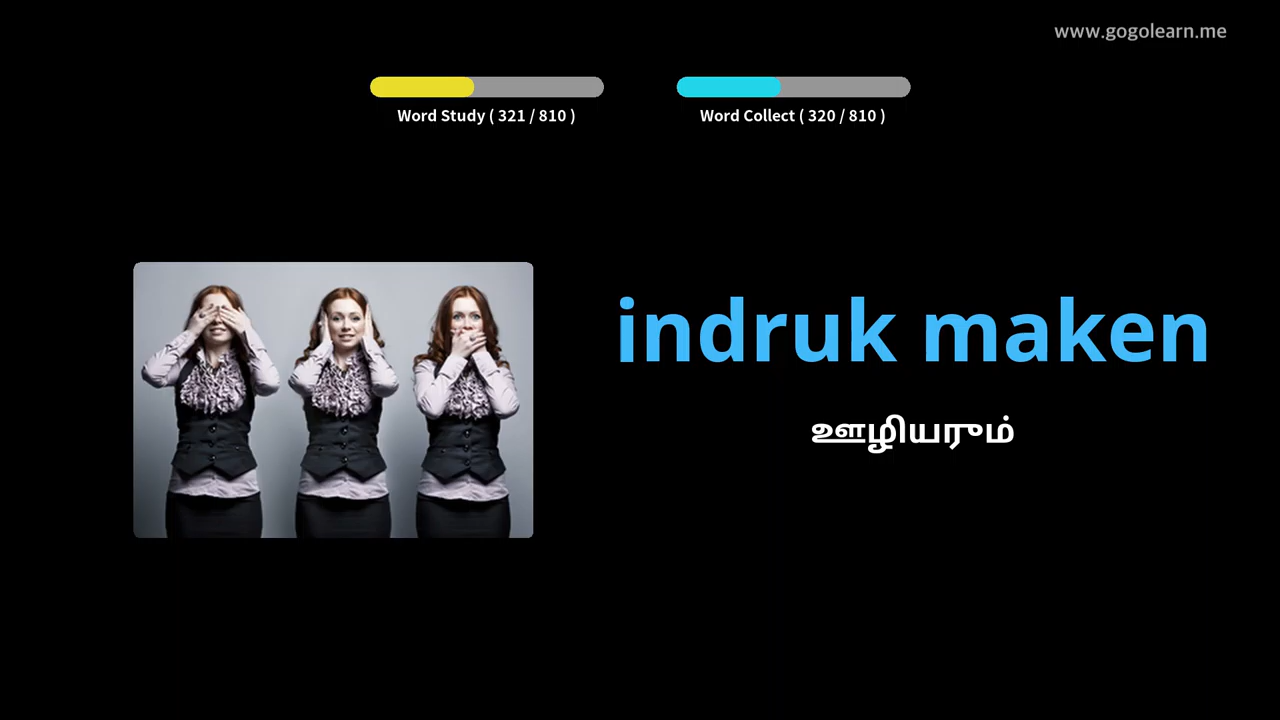 www.gogolearn.me
Word Study ( 321 / 810 )
Word Collect ( 320 / 810 )
indruk maken
ஊழியரும்